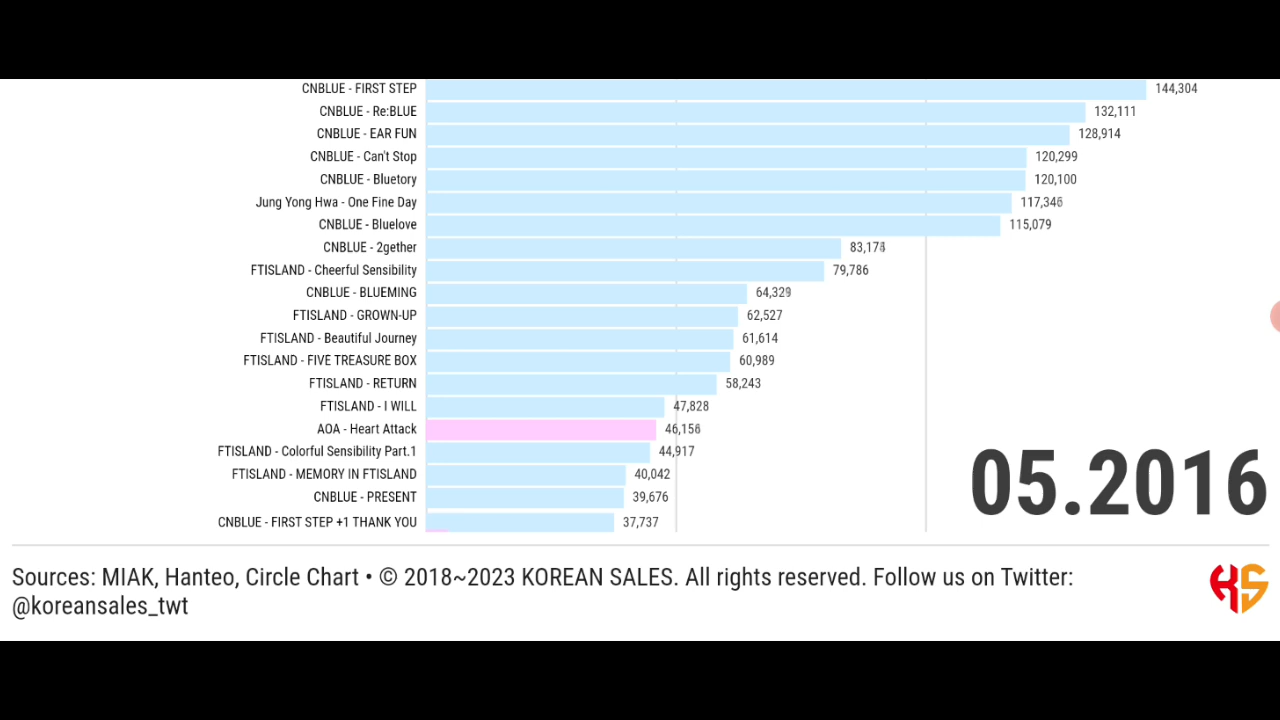 CNBLUE - FIRST STEP 144,304
CNBLUE - Re:BLUE 132,111
CNBLUE - EAR FUN 128,914
CNBLUE - Can't Stop 120,299
CNBLUE - Bluetory 120,100
Jung Yong Hwa - One Fine Day 117,346
CNBLUE - Bluelove 115,079
CNBLUE - 2gether
FTISLAND - Cheerful Sensibility 79,786
CNBLUE - BLUEMING 64,329
FTISLAND - GROWN-UP 62,527
FTISLAND - Beautiful Journey 61,614
FTISLAND - FIVE TREASURE BOX 60,989
FTISLAND - RETURN 58,243
FTISLAND - I WILL 47,828
AOA - Heart Attack 46,156
FTISLAND - Colorful Sensibility Part.1 44,917
FTISLAND - MEMORY IN FTISLAND 40,042
CNBLUE - PRESENT 39,676
CNBLUE - FIRST STEP +1 THANK YOU 37,737
05.2016
Sources: MIAK, Hanteo, Circle Chart • © 2018~2023 KOREAN SALES. All rights reserved. Follow us on Twitter:
@koreansales_twt
KS